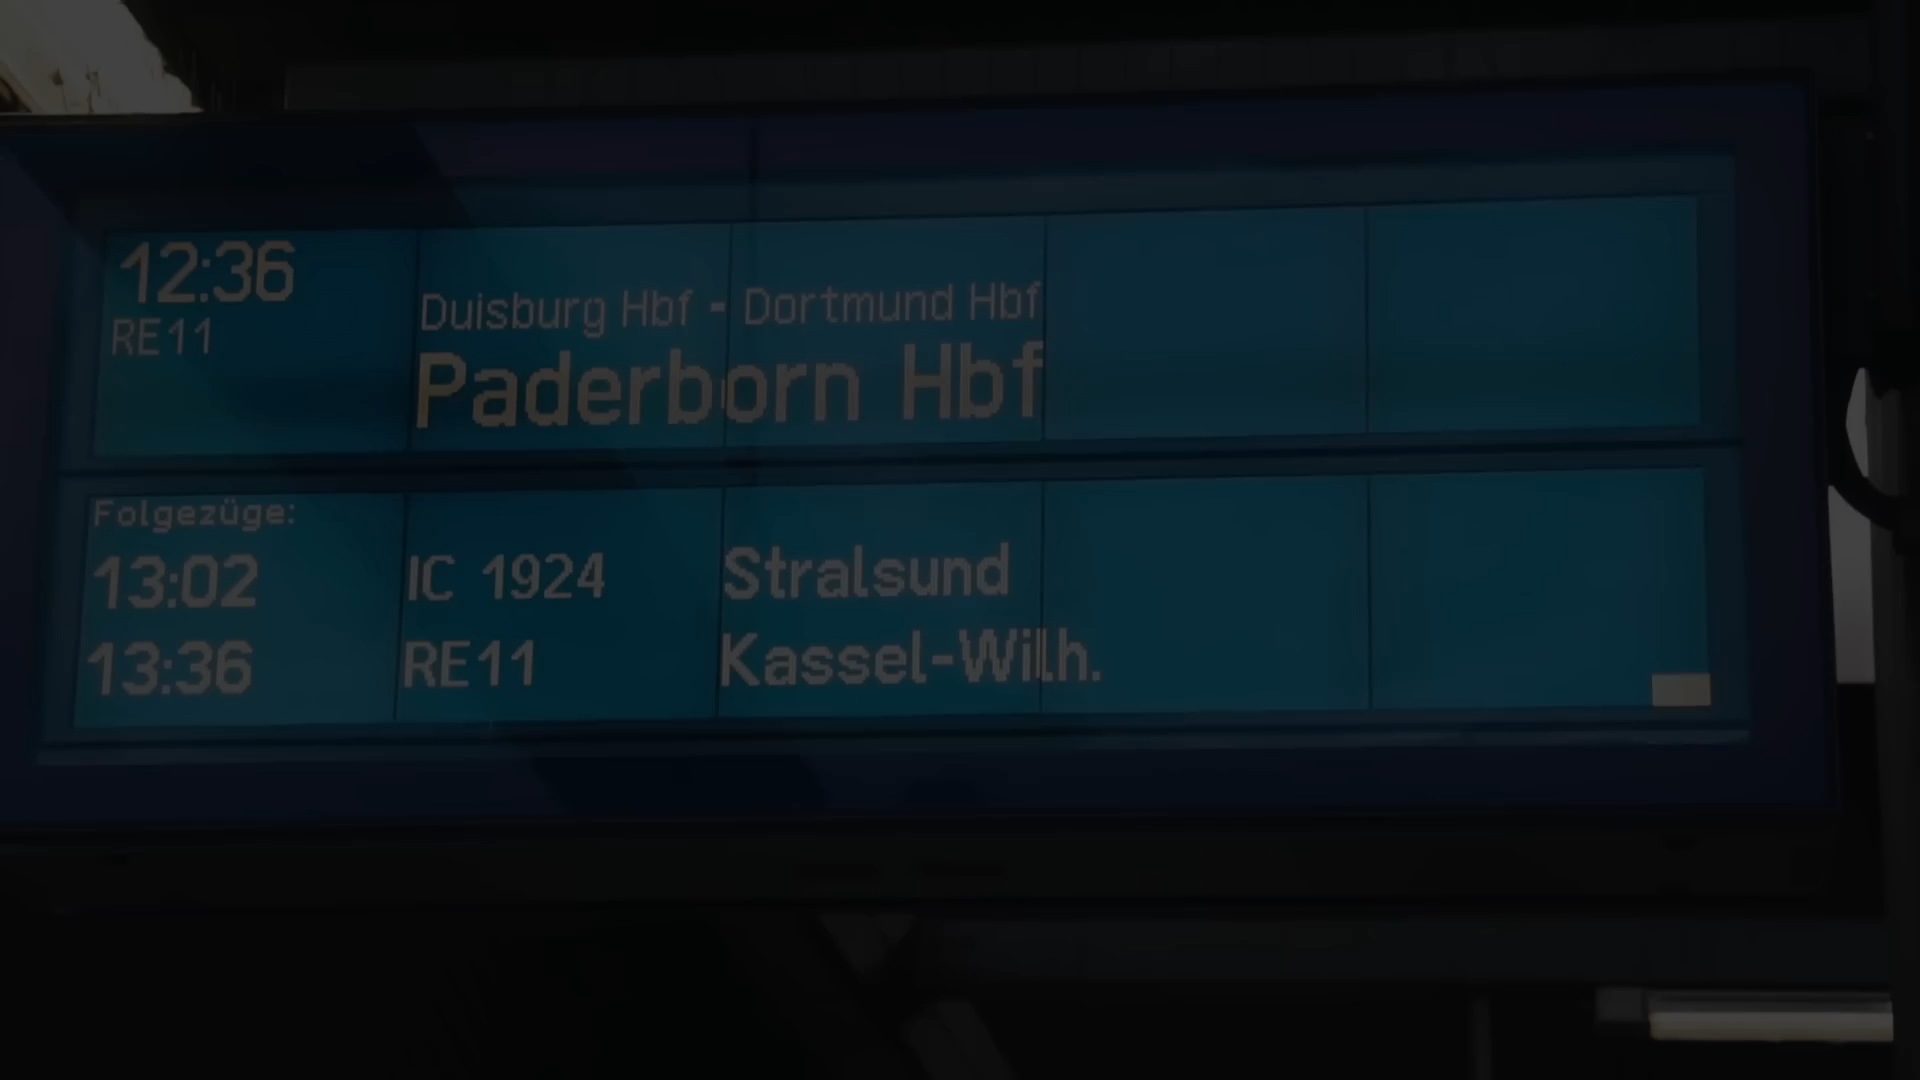 12:36
RE11
Duisburg Hbf - Dortmund Hbf
Paderborn Hbf
Folgezüge:
13:02 IC 1924 Stralsund
13:36 RE11 Kassel-Wilh.